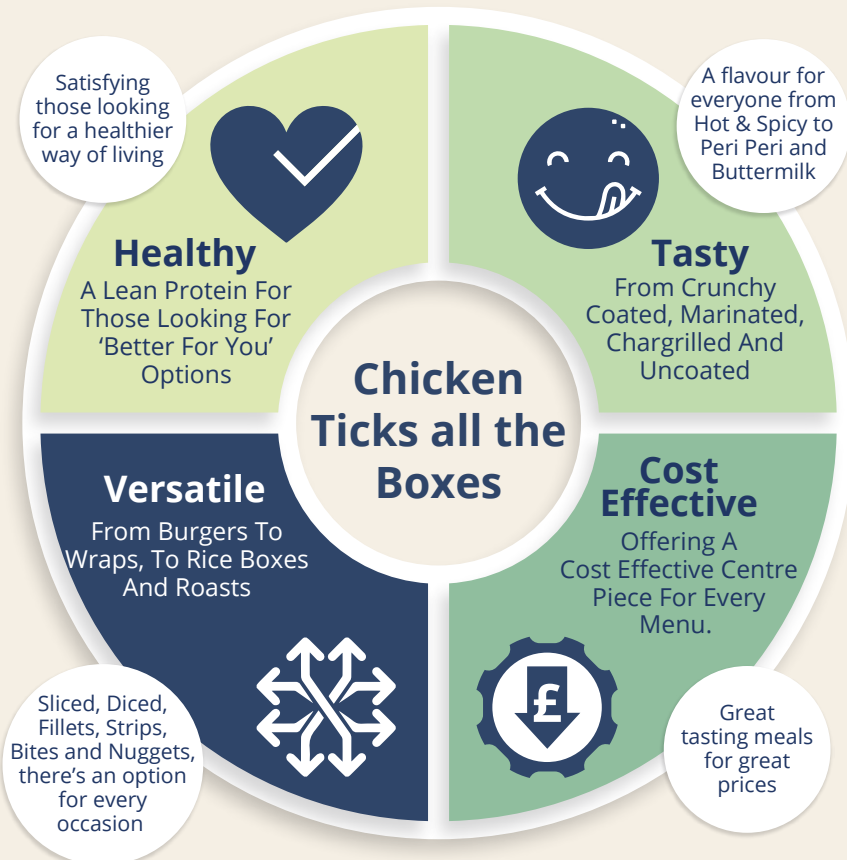 Satisfying
those looking
for a healthier
way of living
Healthy
A Lean Protein For
Those Looking For
‘Better For You’
Options
A flavour for
everyone from
Hot & Spicy to
Peri Peri and
Buttermilk
Tasty
From Crunchy
Coated, Marinated,
Chargrilled And
Uncoated
Chicken
Ticks all the
Boxes
Versatile
From Burgers To
Wraps, To Rice Boxes
And Roasts
Sliced, Diced,
Fillets, Strips,
Bites and Nuggets,
there’s an option
for every
occasion
Cost
Effective
Offering A
Cost Effective Centre
Piece For Every
Menu.
£
Great
tasting meals
for great
prices